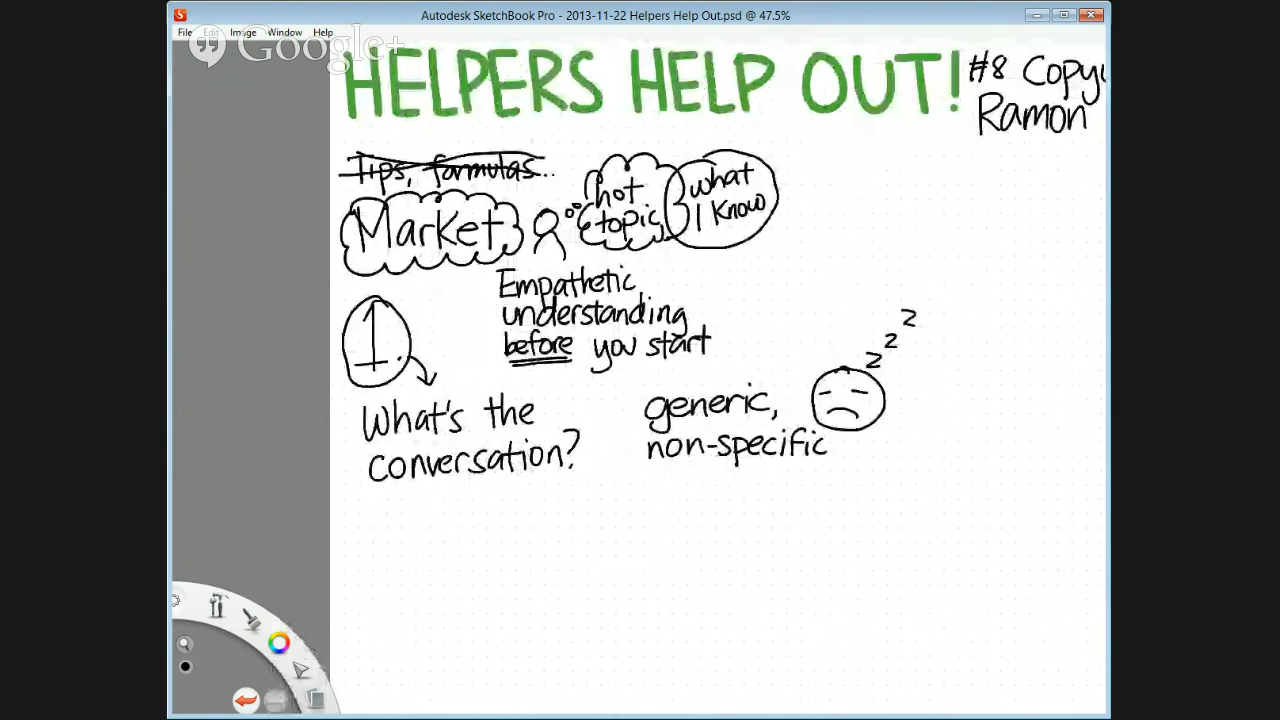 Autodesk SketchBook Pro - 2013-11-22 Helpers Help Out.psd @ 47.5%
File Edit Image Window Help
Google+
HELPERS HELP OUT!
#8 Copy
Ramon
Tips, formulas...
Market
hot
topic
what
I know
Empathetic
understanding
before you start
1.
What's the
conversation?
generic,
non-specific
z z z